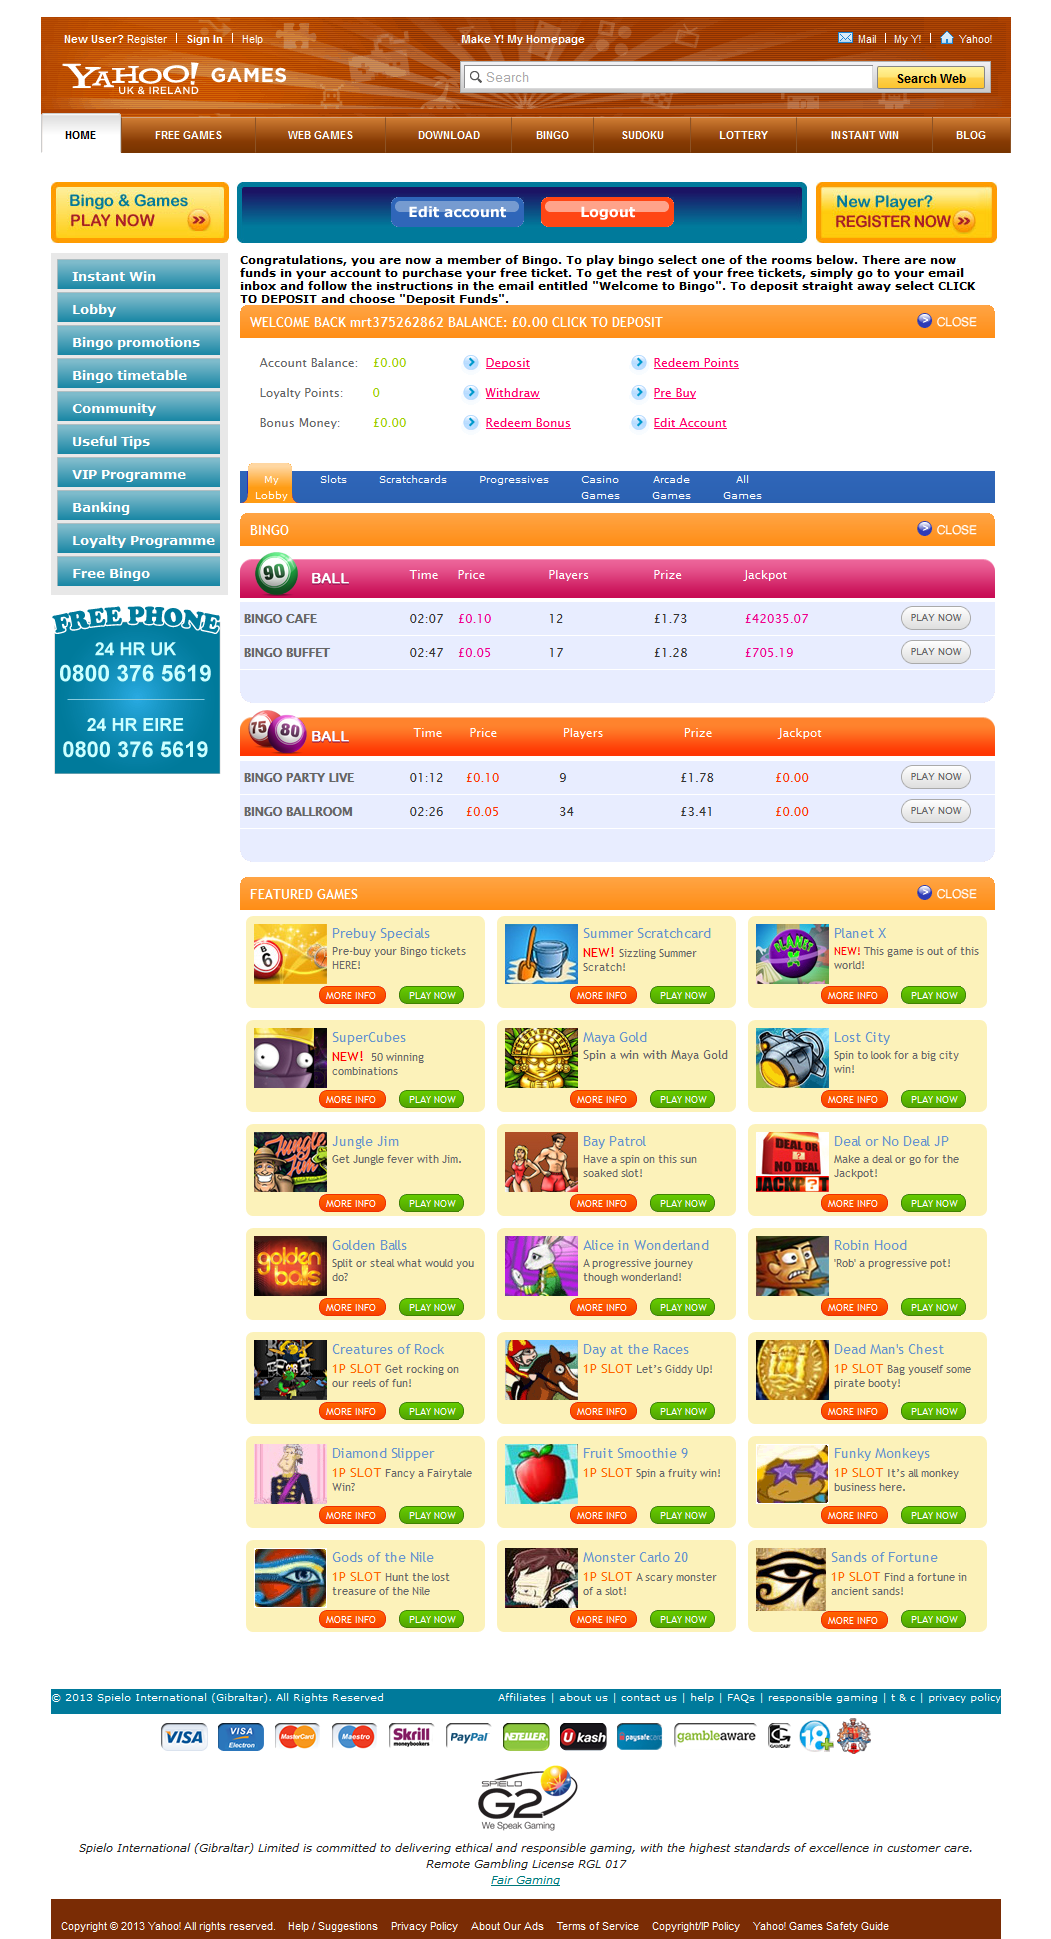 New User? Register | Sign In | Help
Make Y! My Homepage
Mail | My Y! | Yahoo!
YAHOO! GAMES
UK & IRELAND
Search
Search Web
HOME
FREE GAMES
WEB GAMES
DOWNLOAD
BINGO
SUDOKU
LOTTERY
INSTANT WIN
BLOG
Bingo & Games
PLAY NOW
Edit account
Logout
New Player?
REGISTER NOW
Instant Win
Lobby
Bingo promotions
Bingo timetable
Community
Useful Tips
VIP Programme
Banking
Loyalty Programme
Free Bingo
FREE PHONE
24 HR UK
0800 376 5619
24 HR EIRE
0800 376 5619
Congratulations, you are now a member of Bingo. To play bingo select one of the rooms below. There are now
funds in your account to purchase your free ticket. To get the rest of your free tickets, simply go to your email
inbox and follow the instructions in the email entitled "Welcome to Bingo". To deposit straight away select CLICK
TO DEPOSIT and choose "Deposit Funds".
WELCOME BACK mrt375262862 BALANCE: £0.00 CLICK TO DEPOSIT
CLOSE
Account Balance: £0.00 Deposit Redeem Points
Loyalty Points: 0 Withdraw Pre Buy
Bonus Money: £0.00 Redeem Bonus Edit Account
My
Lobby
Slots
Scratchcards
Progressives
Casino
Games
Arcade
Games
All
Games
BINGO
CLOSE
90 BALL Time Price Players Prize Jackpot
BINGO CAFE 02:07 £0.10 12 £1.73 £42035.07 PLAY NOW
BINGO BUFFET 02:47 £0.05 17 £1.28 £705.19 PLAY NOW
75 80 BALL Time Price Players Prize Jackpot
BINGO PARTY LIVE 01:12 £0.10 9 £1.78 £0.00 PLAY NOW
BINGO BALLROOM 02:26 £0.05 34 £3.41 £0.00 PLAY NOW
FEATURED GAMES
CLOSE
B
6
Prebuy Specials
Pre-buy your Bingo tickets
HERE!
MORE INFO PLAY NOW
Summer Scratchcard
NEW! Sizzling Summer
Scratch!
MORE INFO PLAY NOW
PLANET
X
Planet X
NEW! This game is out of this
world!
MORE INFO PLAY NOW
SuperCubes
NEW! 50 winning
combinations
MORE INFO PLAY NOW
Maya Gold
Spin a win with Maya Gold
MORE INFO PLAY NOW
Lost City
Spin to look for a big city
win!
MORE INFO PLAY NOW
Jungle
Jim
Jungle Jim
Get Jungle fever with Jim.
MORE INFO PLAY NOW
Bay Patrol
Have a spin on this sun
soaked slot!
MORE INFO PLAY NOW
DEAL OR
?
NO DEAL
JACKP?T
Deal or No Deal JP
Make a deal or go for the
Jackpot!
MORE INFO PLAY NOW
golden
balls
Golden Balls
Split or steal what would you
do?
MORE INFO PLAY NOW
Alice in Wonderland
A progressive journey
though wonderland!
MORE INFO PLAY NOW
Robin Hood
'Rob' a progressive pot!
MORE INFO PLAY NOW
Creatures of Rock
1P SLOT Get rocking on
our reels of fun!
MORE INFO PLAY NOW
Day at the Races
1P SLOT Let's Giddy Up!
MORE INFO PLAY NOW
Dead Man's Chest
1P SLOT Bag youself some
pirate booty!
MORE INFO PLAY NOW
Diamond Slipper
1P SLOT Fancy a Fairytale
Win?
MORE INFO PLAY NOW
Fruit Smoothie 9
1P SLOT Spin a fruity win!
MORE INFO PLAY NOW
Funky Monkeys
1P SLOT It's all monkey
business here.
MORE INFO PLAY NOW
Gods of the Nile
1P SLOT Hunt the lost
treasure of the Nile
MORE INFO PLAY NOW
Monster Carlo 20
1P SLOT A scary monster
of a slot!
MORE INFO PLAY NOW
Sands of Fortune
1P SLOT Find a fortune in
ancient sands!
MORE INFO PLAY NOW
© 2013 Spielo International (Gibraltar). All Rights Reserved
Affiliates | about us | contact us | help | FAQs | responsible gaming | t & c | privacy policy
VISA
VISA
Electron
MasterCard
Maestro
Skrill
moneybookers
PayPal
NETELLER
Ukash
paysafecard
gambleaware
GAMCARE
18+
SPIELO
G2
We Speak Gaming
Spielo International (Gibraltar) Limited is committed to delivering ethical and responsible gaming, with the highest standards of excellence in customer care.
Remote Gambling License RGL 017
Fair Gaming
Copyright © 2013 Yahoo! All rights reserved. Help / Suggestions Privacy Policy About Our Ads Terms of Service Copyright/IP Policy Yahoo! Games Safety Guide